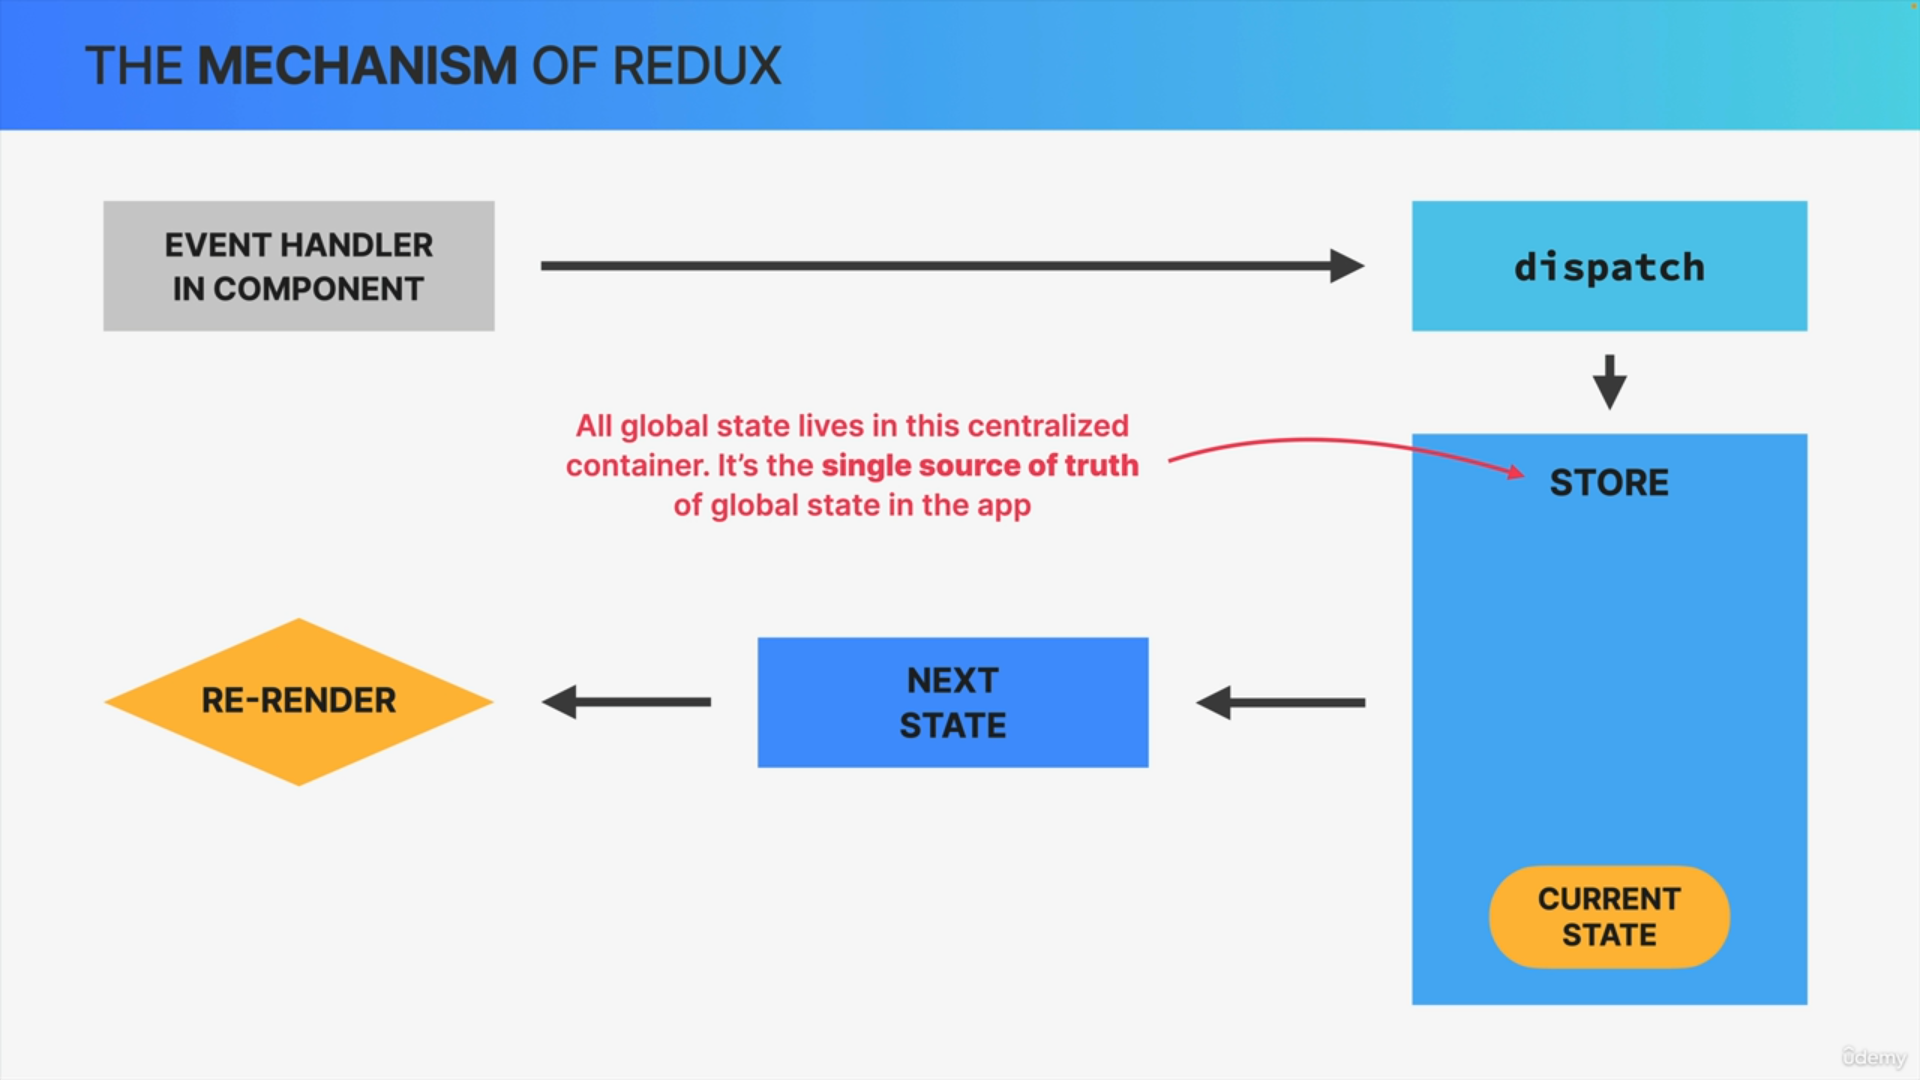 THE MECHANISM OF REDUX
EVENT HANDLER
IN COMPONENT
dispatch
All global state lives in this centralized
container. It’s the single source of truth
of global state in the app
STORE
RE-RENDER
NEXT
STATE
CURRENT
STATE
ûdemy